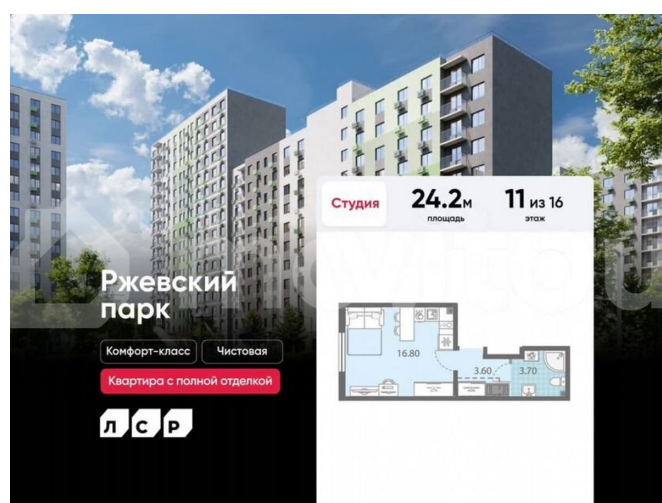 Студия
24.2м
площадь
11 из 16
этаж
Ржевский
парк
Комфорт-класс
Чистовая
Квартира с полной отделкой
ЛСР
16.80
3.60
3.70